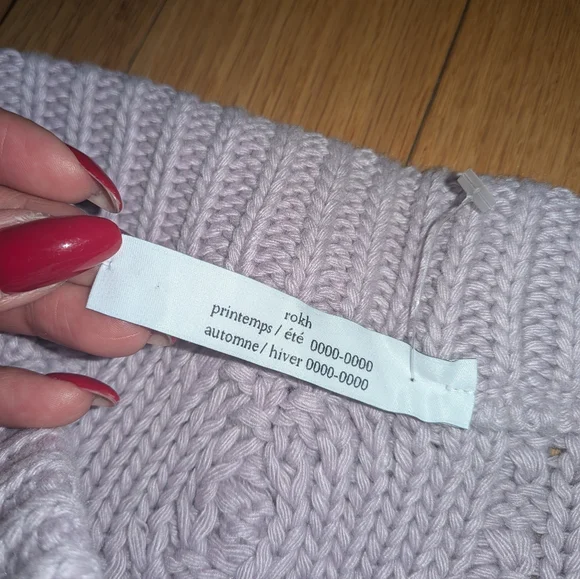 rokh
printemps / été 0000-0000
automne / hiver 0000-0000